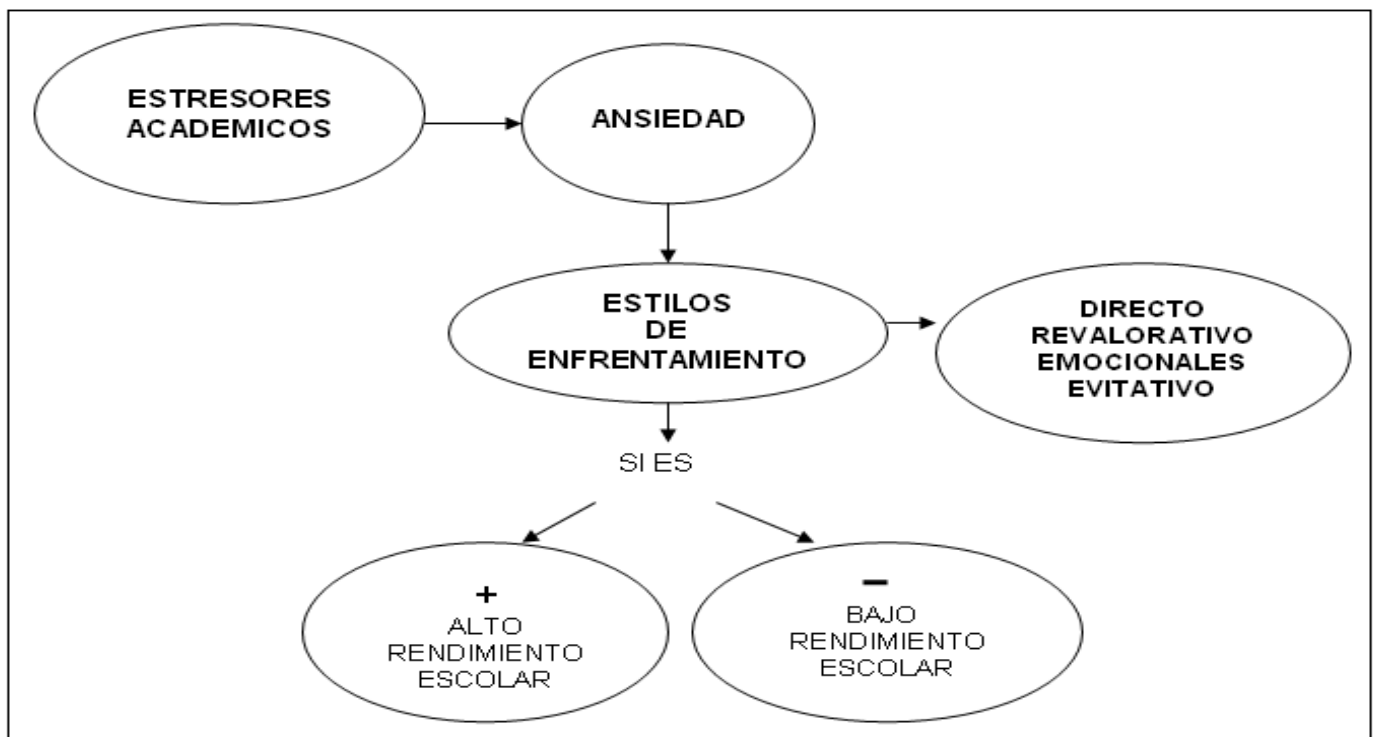 ESTRESORES
ACADEMICOS
ANSIEDAD
ESTILOS
DE
ENFRENTAMIENTO
DIRECTO
REVALORATIVO
EMOCIONALES
EVITATIVO
SI ES
+
ALTO
RENDIMIENTO
ESCOLAR
–
BAJO
RENDIMIENTO
ESCOLAR